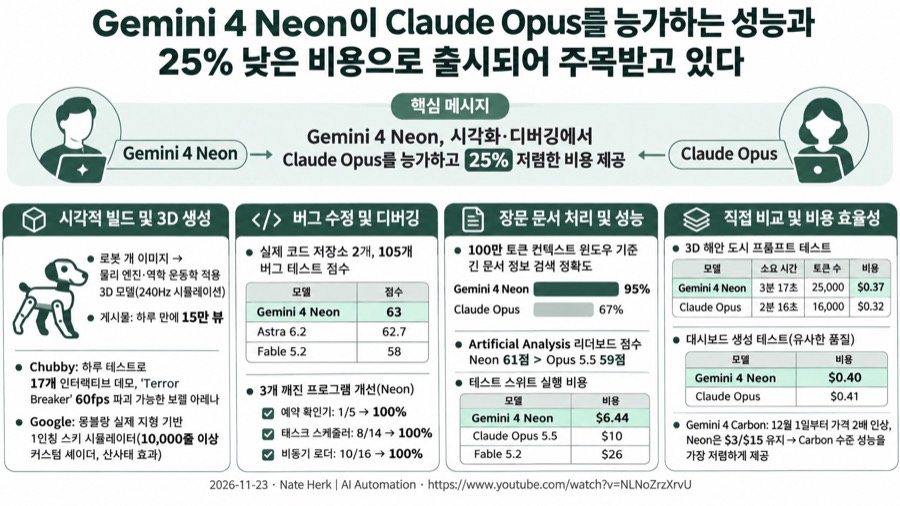 Gemini 4 Neon이 Claude Opus를 능가하는 성능과
25% 낮은 비용으로 출시되어 주목받고 있다
핵심 메시지
Gemini 4 Neon
Gemini 4 Neon, 시각화·디버깅에서
Claude Opus를 능가하고 25% 저렴한 비용 제공
Claude Opus
시각적 빌드 및 3D 생성
로봇 개 이미지 →
물리 엔진·역학 운동학 적용
3D 모델(240Hz 시뮬레이션)
게시물: 하루 만에 15만 뷰
Chubby: 하루 테스트로
17개 인터랙티브 데모, 'Terror
Breaker' 60fps 파괴 가능한 보렐 아레나
Google: 몽블랑 실제 지형 기반
1인칭 스키 시뮬레이터(10,000줄 이상
커스텀 셰이더, 산사태 효과)
버그 수정 및 디버깅
실제 코드 저장소 2개, 105개
버그 테스트 점수
모델 점수
Gemini 4 Neon 63
Astra 6.2 62.7
Fable 5.2 58
3개 깨진 프로그램 개선(Neon)
예약 확인기: 1/5 → 100%
태스크 스케줄러: 8/14 → 100%
비동기 로더: 10/16 → 100%
장문 문서 처리 및 성능
100만 토큰 컨텍스트 윈도우 기준
긴 문서 정보 검색 정확도
Gemini 4 Neon 95%
Claude Opus 67%
Artificial Analysis 리더보드 점수
Neon 61점 > Opus 5.5 59점
테스트 스위트 실행 비용
모델 비용
Gemini 4 Neon $6.44
Claude Opus 5.5 $10
Fable 5.2 $26
직접 비교 및 비용 효율성
3D 해안 도시 프롬프트 테스트
모델 소요 시간 토큰 수 비용
Gemini 4 Neon 3분 17초 25,000 $0.37
Claude Opus 2분 16초 16,000 $0.32
대시보드 생성 테스트(유사한 품질)
모델 비용
Gemini 4 Neon $0.40
Claude Opus $0.41
Gemini 4 Carbon: 12월 1일부터 가격 2배 인상,
Neon은 $3/$15 유지 → Carbon 수준 성능을
가장 저렴하게 제공
2026-11-23 · Nate Herk | AI Automation · https://www.youtube.com/watch?v=NLNoZrzXrvU